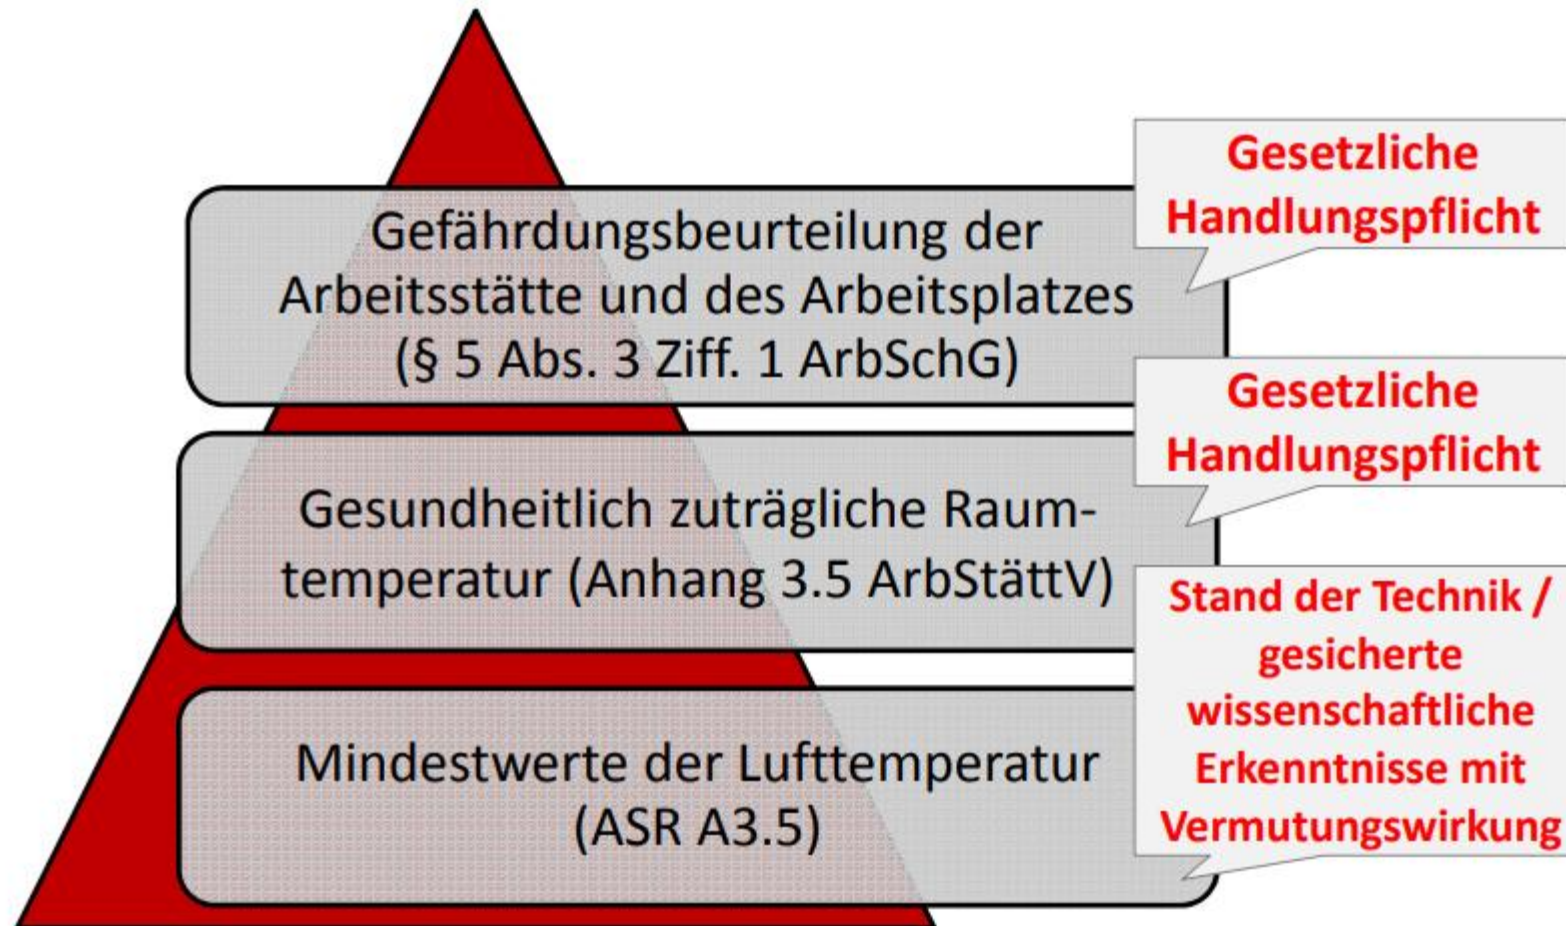 Gesetzliche
Handlungspflicht
Gefährdungsbeurteilung der
Arbeitsstätte und des Arbeitsplatzes
(§ 5 Abs. 3 Ziff. 1 ArbSchG)
Gesetzliche
Handlungspflicht
Gesundheitlich zuträgliche Raum-
temperatur (Anhang 3.5 ArbStättV)
Stand der Technik /
gesicherte
wissenschaftliche
Erkenntnisse mit
Vermutungswirkung
Mindestwerte der Lufttemperatur
(ASR A3.5)